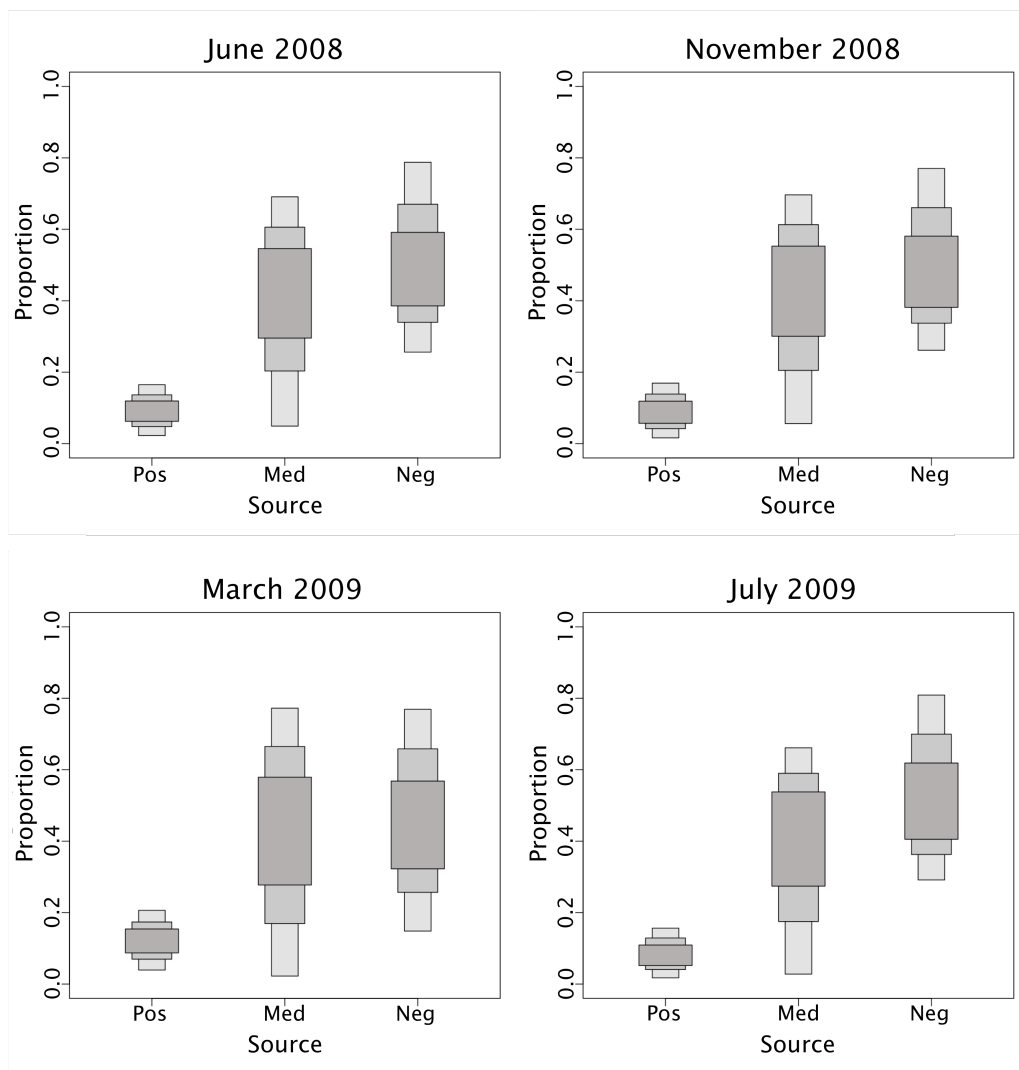 June 2008
November 2008
Proportion
0.0 0.2 0.4 0.6 0.8 1.0
Pos Med Neg
Source
Proportion
0.0 0.2 0.4 0.6 0.8 1.0
Pos Med Neg
Source
March 2009
July 2009
Proportion
0.0 0.2 0.4 0.6 0.8 1.0
Pos Med Neg
Source
Proportion
0.0 0.2 0.4 0.6 0.8 1.0
Pos Med Neg
Source